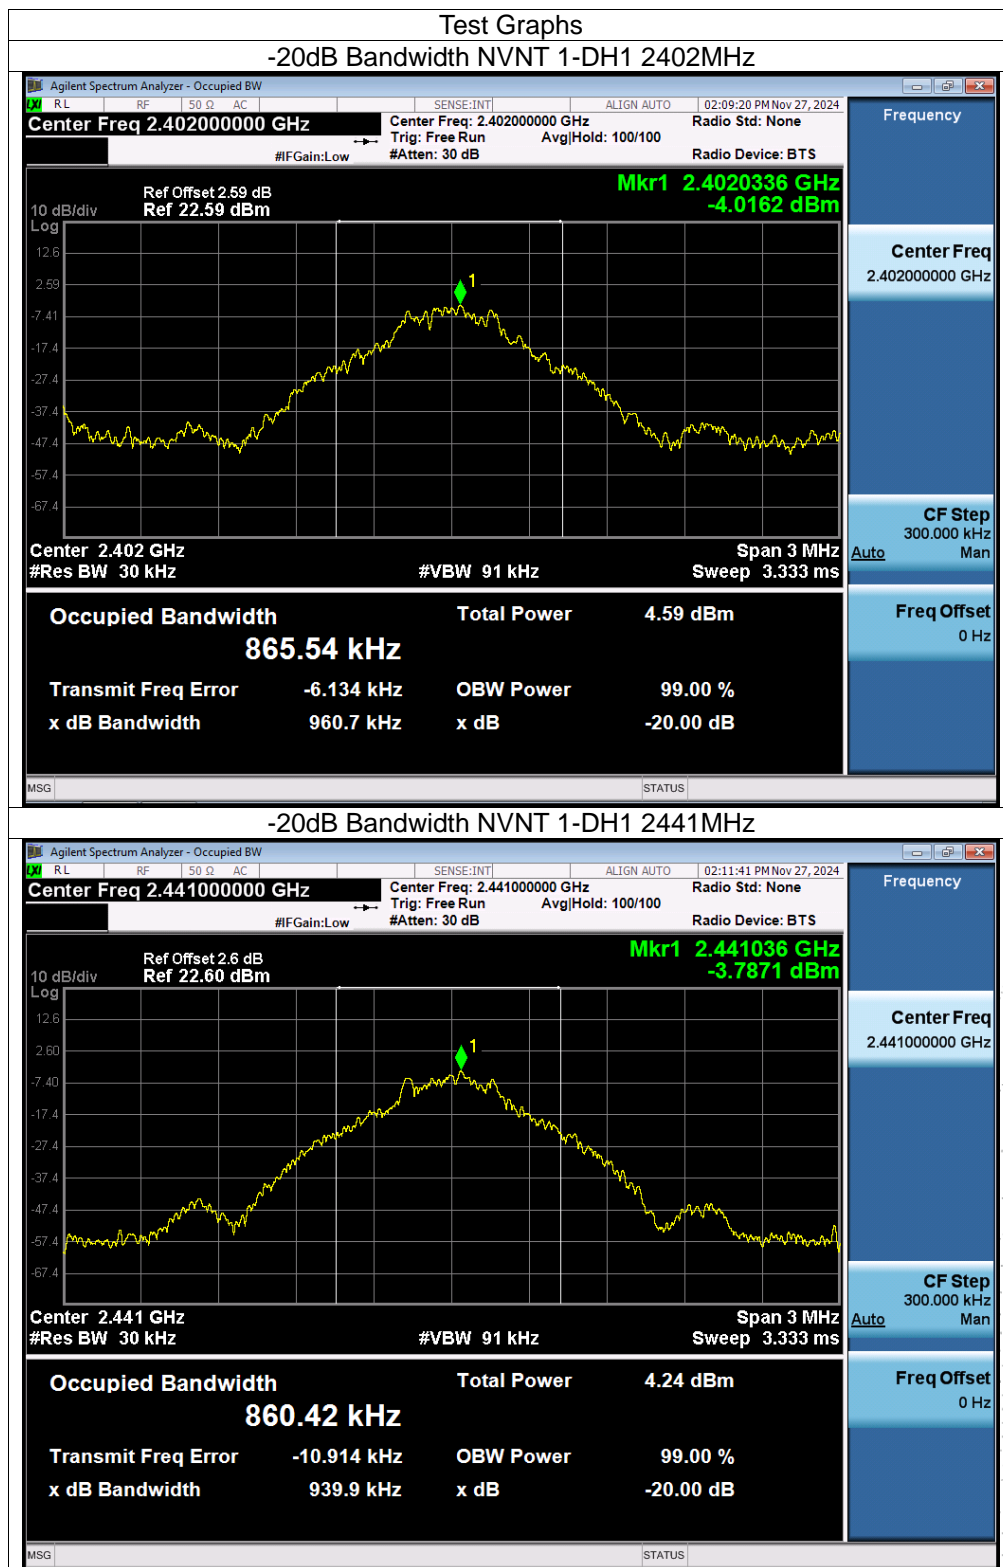 Test Graphs
-20dB Bandwidth NVNT 1-DH1 2402MHz
Agilent Spectrum Analyzer - Occupied BW
LXI RL RF 50 Ω AC SENSE:INT ALIGN AUTO 02:09:20 PM Nov 27, 2024
Center Freq 2.402000000 GHz Center Freq: 2.402000000 GHz Radio Std: None
Trig: Free Run Avg|Hold: 100/100
#IFGain:Low #Atten: 30 dB Radio Device: BTS
Frequency
Mkr1 2.4020336 GHz
-4.0162 dBm
Ref Offset 2.59 dB
10 dB/div Ref 22.59 dBm
Log
12.6
2.59
-7.41
-17.4
-27.4
-37.4
-47.4
-57.4
-67.4
1
Center Freq
2.402000000 GHz
Center 2.402 GHz Span 3 MHz
#Res BW 30 kHz #VBW 91 kHz Sweep 3.333 ms
CF Step
300.000 kHz
Auto Man
Occupied Bandwidth Total Power 4.59 dBm
865.54 kHz
Transmit Freq Error -6.134 kHz OBW Power 99.00 %
x dB Bandwidth 960.7 kHz x dB -20.00 dB
Freq Offset
0 Hz
MSG STATUS
-20dB Bandwidth NVNT 1-DH1 2441MHz
Agilent Spectrum Analyzer - Occupied BW
LXI RL RF 50 Ω AC SENSE:INT ALIGN AUTO 02:11:41 PM Nov 27, 2024
Center Freq 2.441000000 GHz Center Freq: 2.441000000 GHz Radio Std: None
Trig: Free Run Avg|Hold: 100/100
#IFGain:Low #Atten: 30 dB Radio Device: BTS
Frequency
Mkr1 2.441036 GHz
-3.7871 dBm
Ref Offset 2.6 dB
10 dB/div Ref 22.60 dBm
Log
12.6
2.60
-7.40
-17.4
-27.4
-37.4
-47.4
-57.4
-67.4
1
Center Freq
2.441000000 GHz
Center 2.441 GHz Span 3 MHz
#Res BW 30 kHz #VBW 91 kHz Sweep 3.333 ms
CF Step
300.000 kHz
Auto Man
Occupied Bandwidth Total Power 4.24 dBm
860.42 kHz
Transmit Freq Error -10.914 kHz OBW Power 99.00 %
x dB Bandwidth 939.9 kHz x dB -20.00 dB
Freq Offset
0 Hz
MSG STATUS